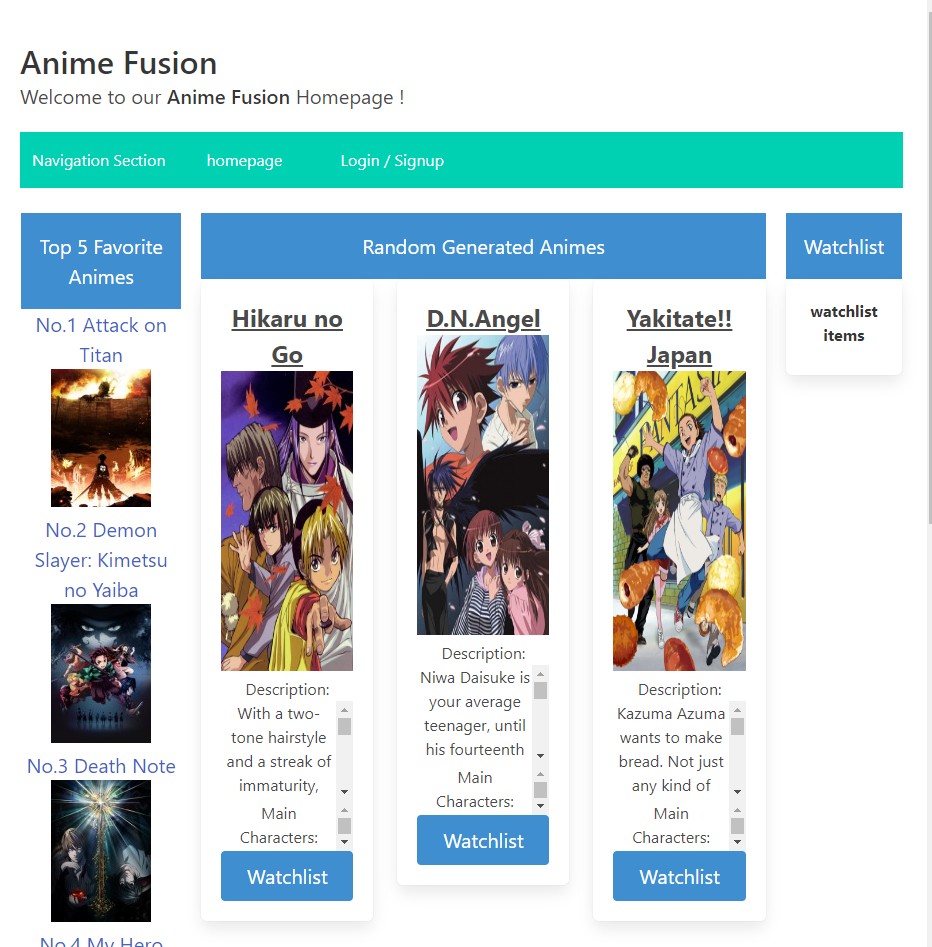 Anime Fusion
Welcome to our Anime Fusion Homepage !
Navigation Section homepage Login / Signup
Top 5 Favorite
Animes
No.1 Attack on
Titan
No.2 Demon
Slayer: Kimetsu
no Yaiba
No.3 Death Note
No.4 My Hero
Random Generated Animes
Hikaru no
Go
Description:
With a two-
tone hairstyle
and a streak of
immaturity,
Main
Characters:
Watchlist
D.N.Angel
Description:
Niwa Daisuke is
your average
teenager, until
his fourteenth
Main
Characters:
Watchlist
Yakitate!!
Japan
FANTASIA
Description:
Kazuma Azuma
wants to make
bread. Not just
any kind of
Main
Characters:
Watchlist
Watchlist
watchlist
items